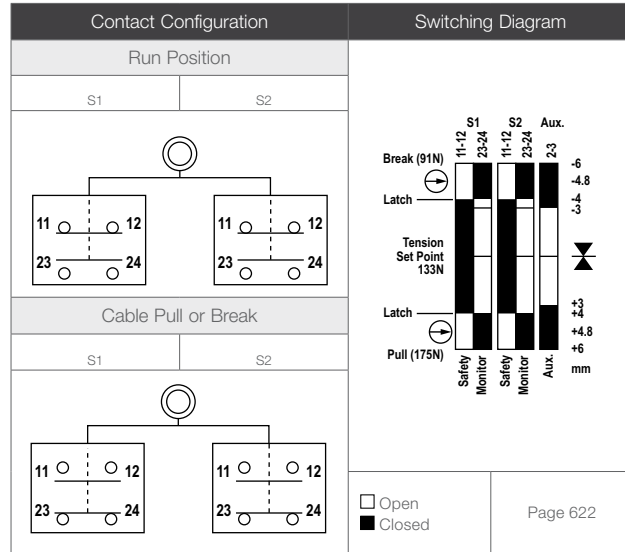 Contact Configuration
Switching Diagram
Run Position
S1 S2
11 12 11 12
23 24 23 24
Cable Pull or Break
S1 S2
11 12 11 12
23 24 23 24
S1 S2 Aux.
11-12 23-24 11-12 23-24 2-3
Break (91N)
Latch
Tension
Set Point
133N
Latch
Pull (175N)
-6
-4.8
-4
-3
+3
+4
+4.8
+6
mm
Safety Monitor Safety Monitor Aux.
Open
Closed
Page 622